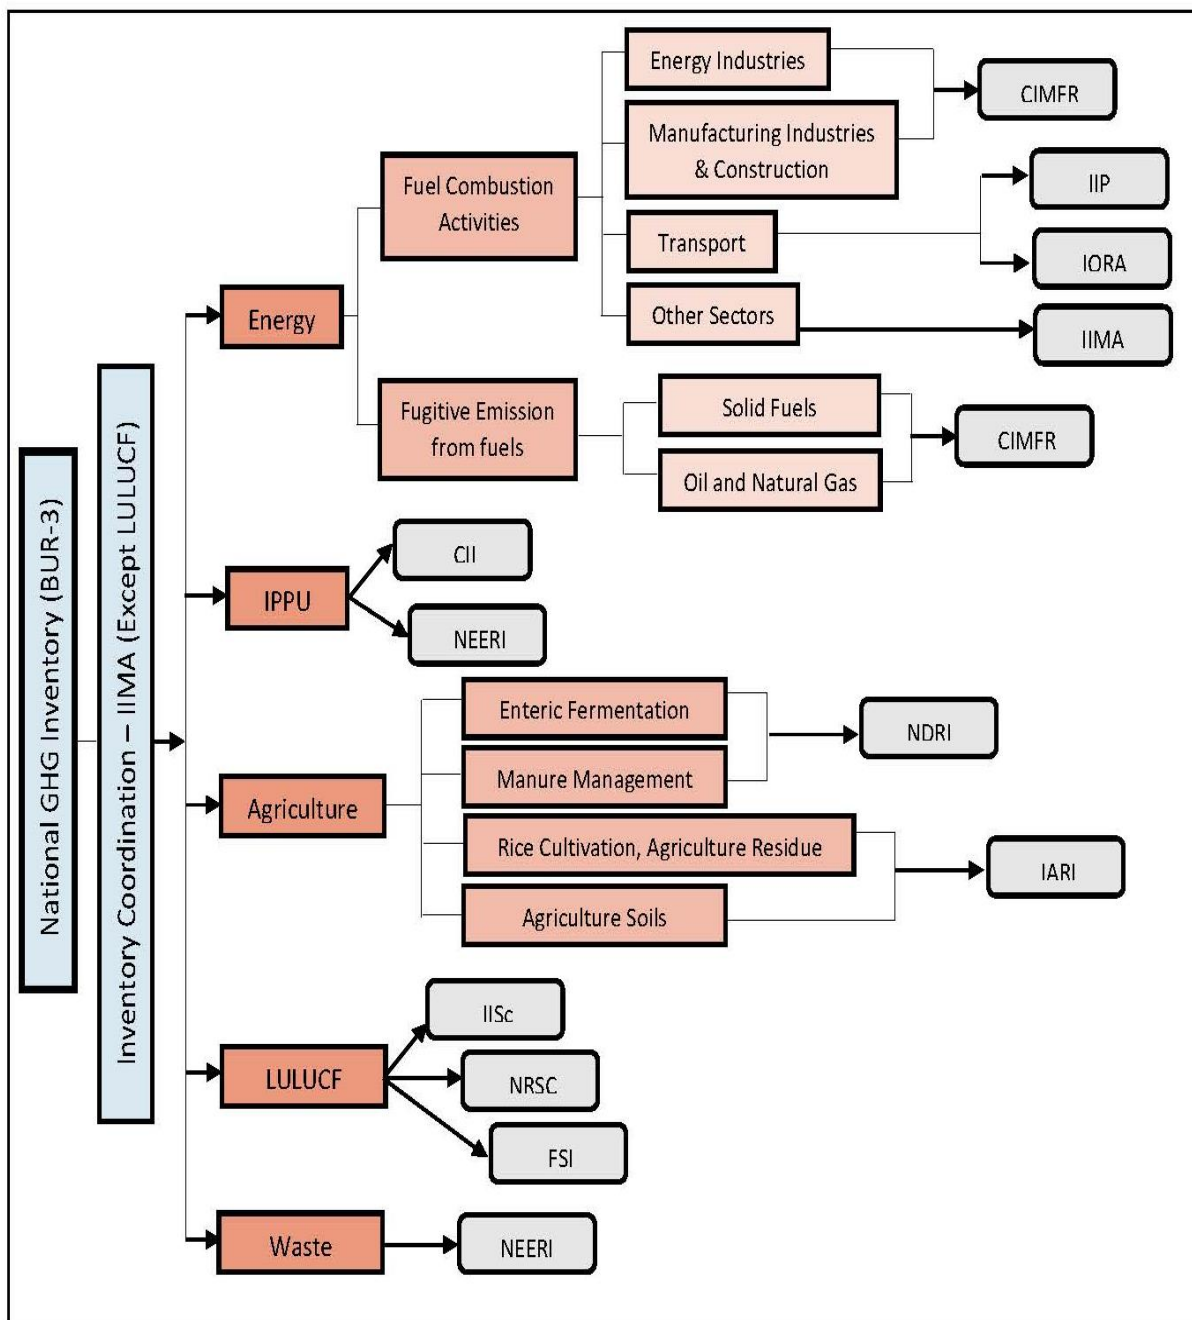 National GHG Inventory (BUR-3)
Inventory Coordination – IIMA (Except LULUCF)
Energy
Fuel Combustion
Activities
Energy Industries
Manufacturing Industries
& Construction
CIMFR
Transport
IIP
IORA
Other Sectors
IIMA
Fugitive Emission
from fuels
Solid Fuels
Oil and Natural Gas
CIMFR
IPPU
CII
NEERI
Agriculture
Enteric Fermentation
Manure Management
NDRI
Rice Cultivation, Agriculture Residue
Agriculture Soils
IARI
LULUCF
IISc
NRSC
FSI
Waste
NEERI